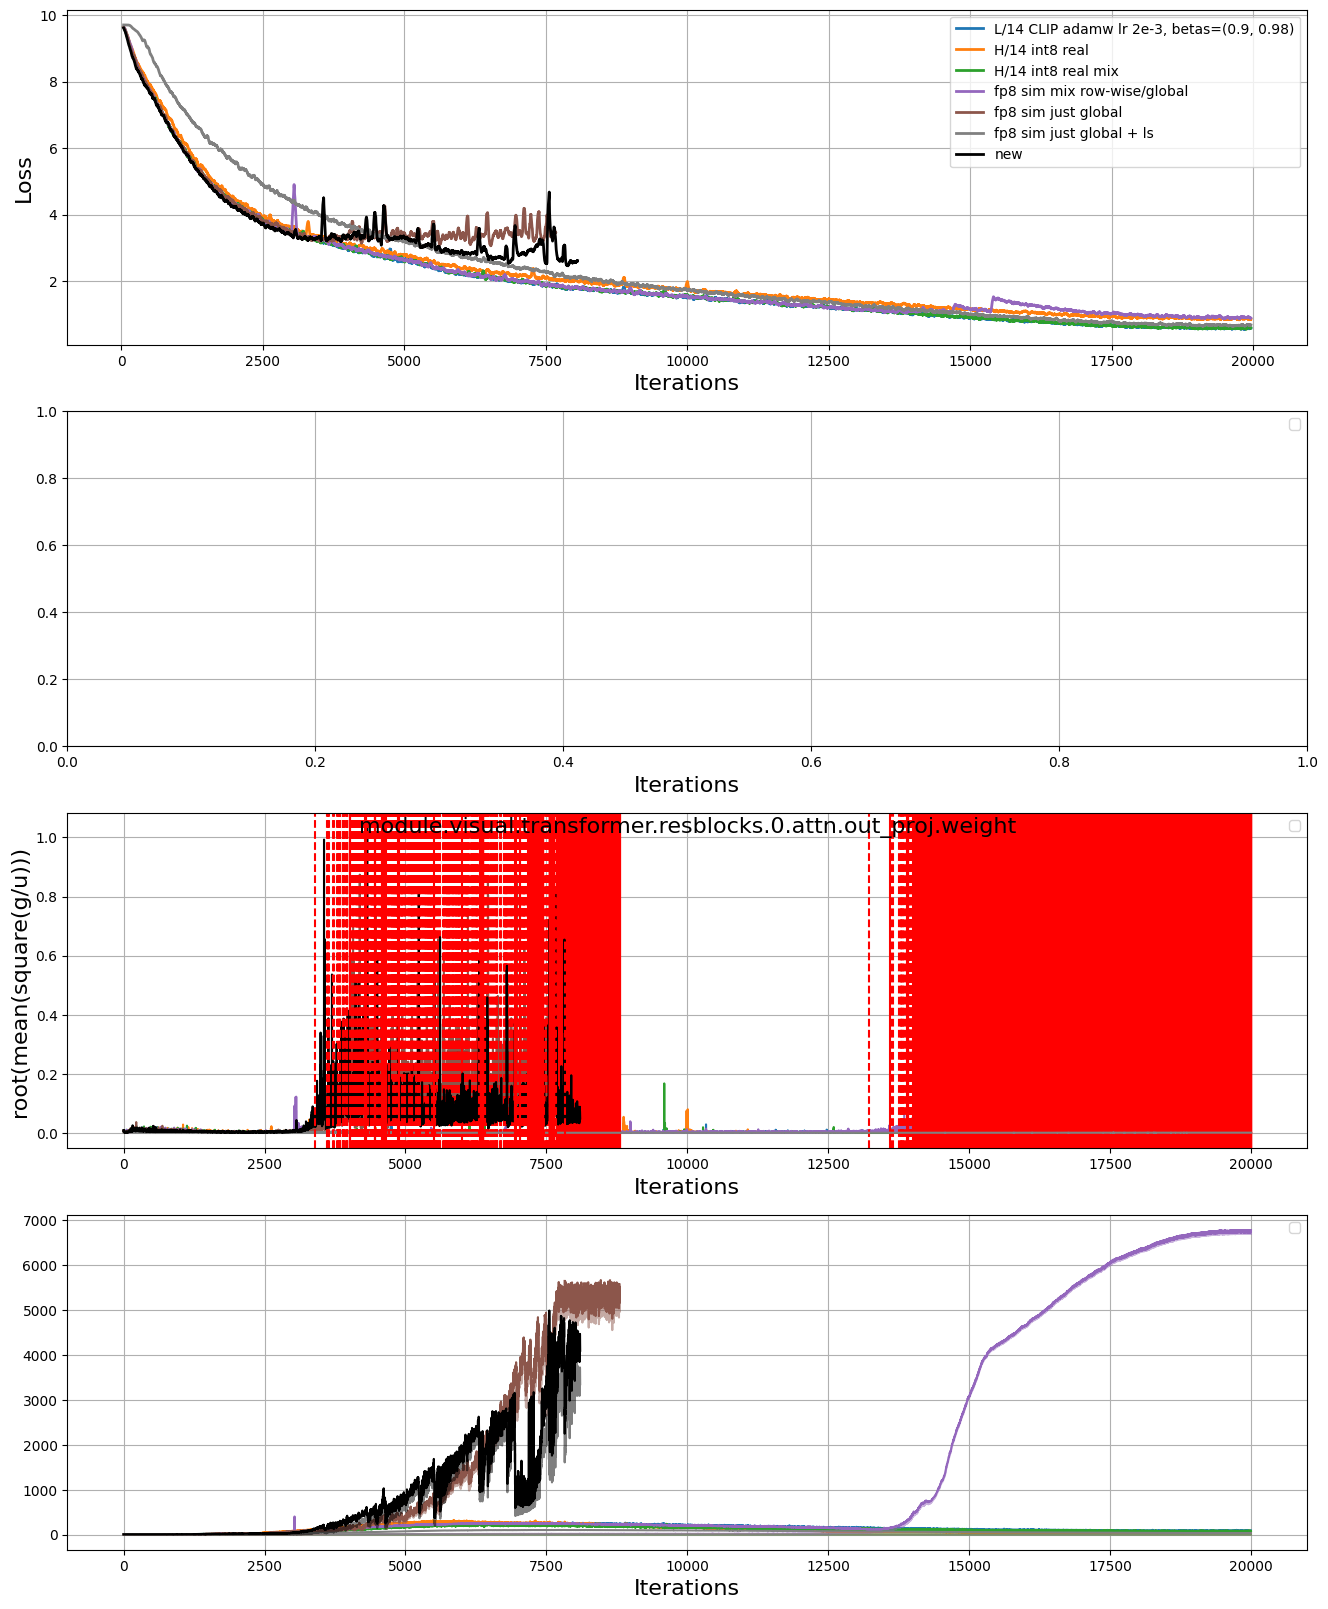 10
8
6
4
2
Loss
L/14 CLIP adamw lr 2e-3, betas=(0.9, 0.98)
H/14 int8 real
H/14 int8 real mix
fp8 sim mix row-wise/global
fp8 sim just global
fp8 sim just global + ls
new
0 2500 5000 7500 10000 12500 15000 17500 20000
Iterations
1.0
0.8
0.6
0.4
0.2
0.0
0.0 0.2 0.4 0.6 0.8 1.0
Iterations
module.visual.transformer.resblocks.0.attn.out_proj.weight
1.0
0.8
0.6
0.4
0.2
0.0
root(mean(square(g/u)))
0 2500 5000 7500 10000 12500 15000 17500 20000
Iterations
7000
6000
5000
4000
3000
2000
1000
0
0 2500 5000 7500 10000 12500 15000 17500 20000
Iterations